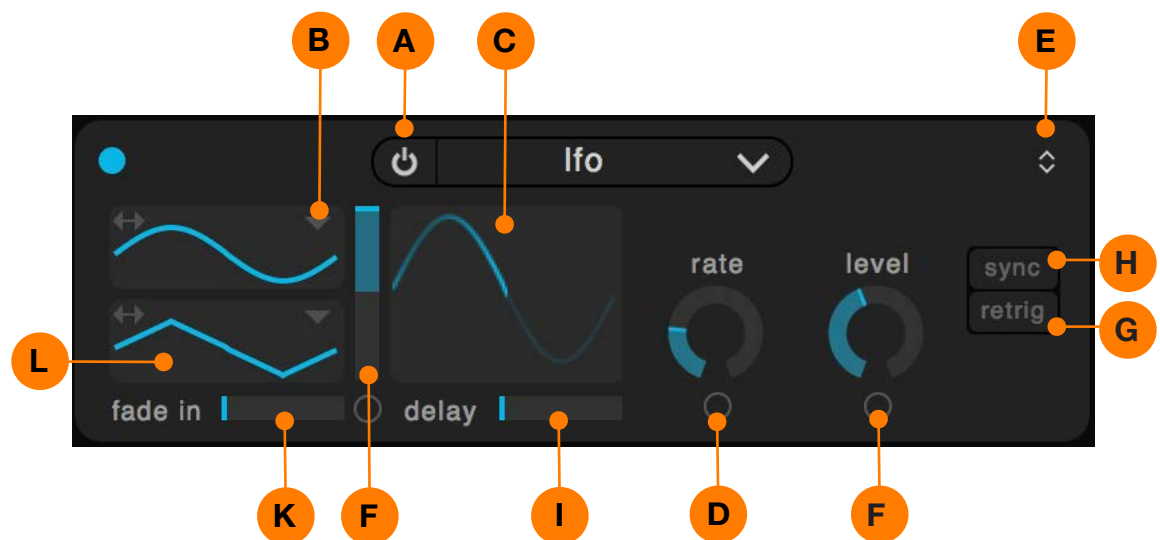 B A C E
lfo
rate level
sync H
retrig G
L
fade in delay
K F I D F